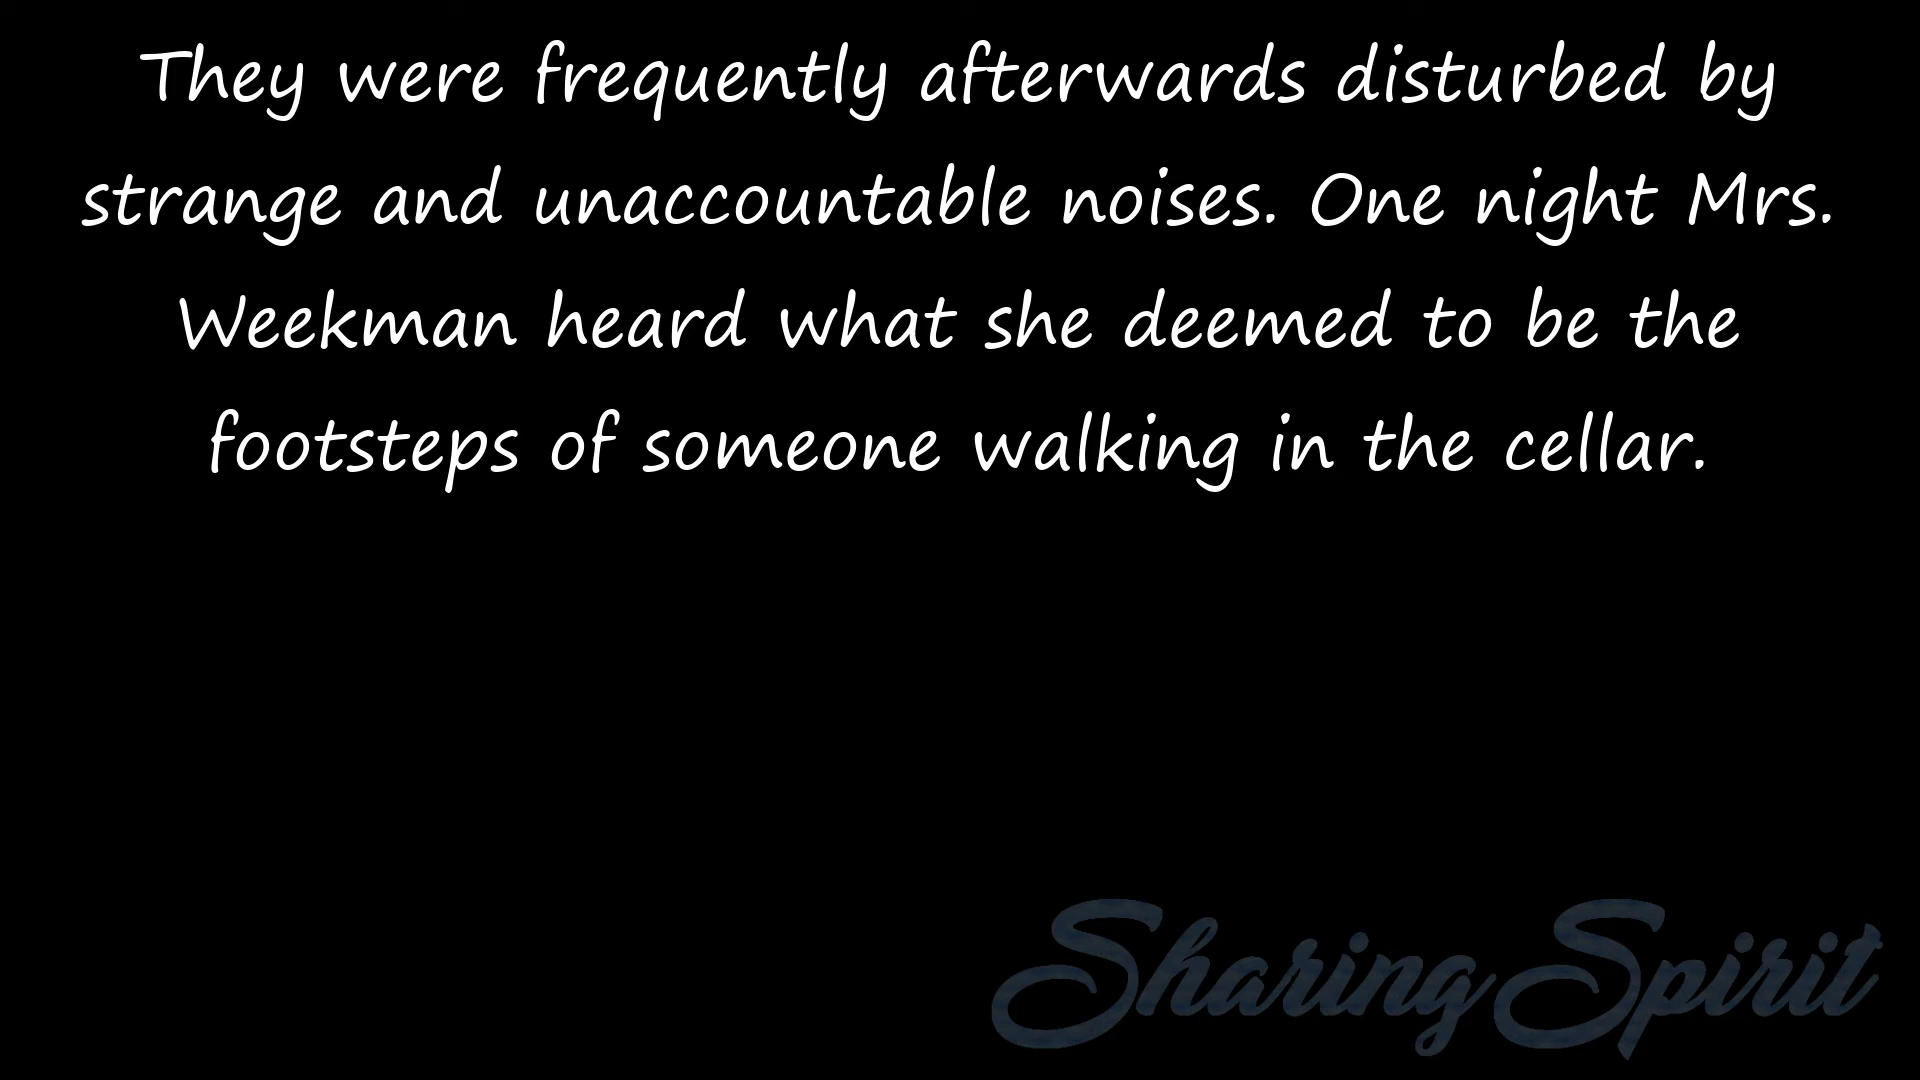 They were frequently afterwards disturbed by
strange and unaccountable noises. One night Mrs.
Weekman heard what she deemed to be the
footsteps of someone walking in the cellar.
Sharing Spirit